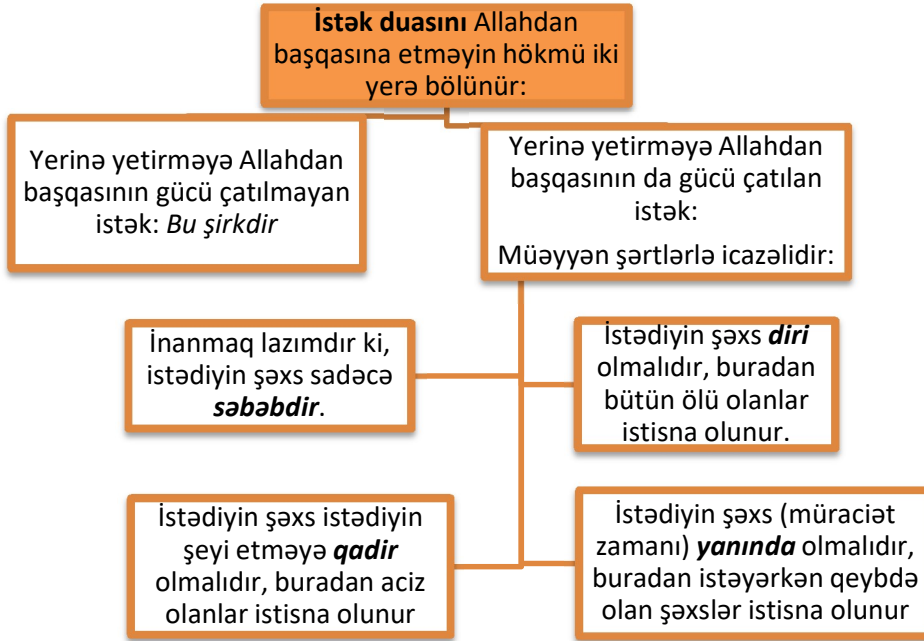 İstək duasını Allahdan
başqasına etməyin hökmü iki
yerə bölünür:
Yerinə yetirməyə Allahdan
başqasının gücü çatılmayan
istək: Bu şirkdir
Yerinə yetirməyə Allahdan
başqasının da gücü çatılan
istək:
Müəyyən şərtlərlə icazəlidir:
İnanmaq lazımdır ki,
istədiyin şəxs sadəcə
səbəbdir.
İstədiyin şəxs diri
olmalıdır, buradan
bütün ölü olanlar
istisna olunur.
İstədiyin şəxs istədiyin
şeyi etməyə qadir
olmalıdır, buradan aciz
olanlar istisna olunur
İstədiyin şəxs (müraciət
zamanı) yanında olmalıdır,
buradan istəyərkən qeybdə
olan şəxslər istisna olunur